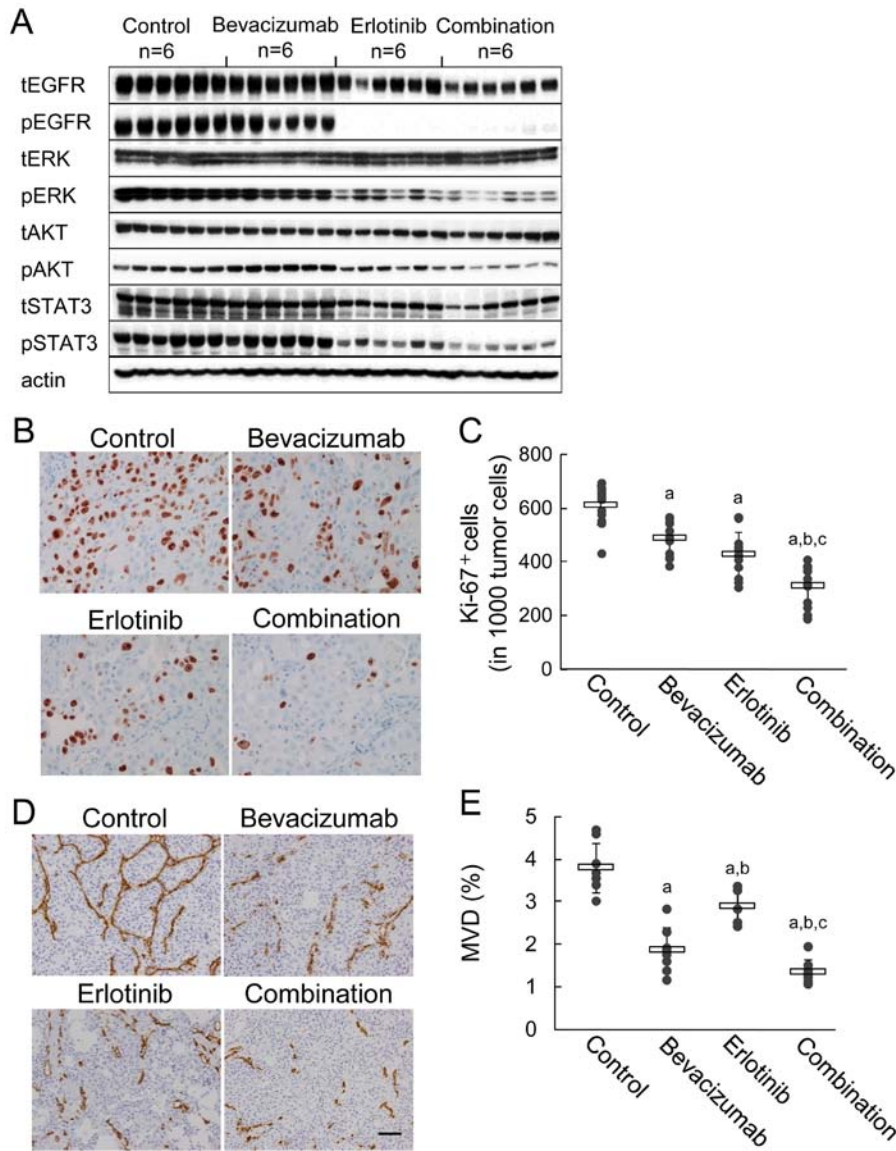 A
Control Bevacizumab Erlotinib Combination
n=6 n=6 n=6 n=6
tEGFR
pEGFR
tERK
pERK
tAKT
pAKT
tSTAT3
pSTAT3
actin
B
Control Bevacizumab
Erlotinib Combination
C
Ki-67+ cells
(in 1000 tumor cells)
800
600
400
200
0
a
a
a,b,c
Control
Bevacizumab
Erlotinib
Combination
D
Control Bevacizumab
Erlotinib Combination
E
MVD (%)
5
4
3
2
1
0
a
a,b
a,b,c
Control
Bevacizumab
Erlotinib
Combination